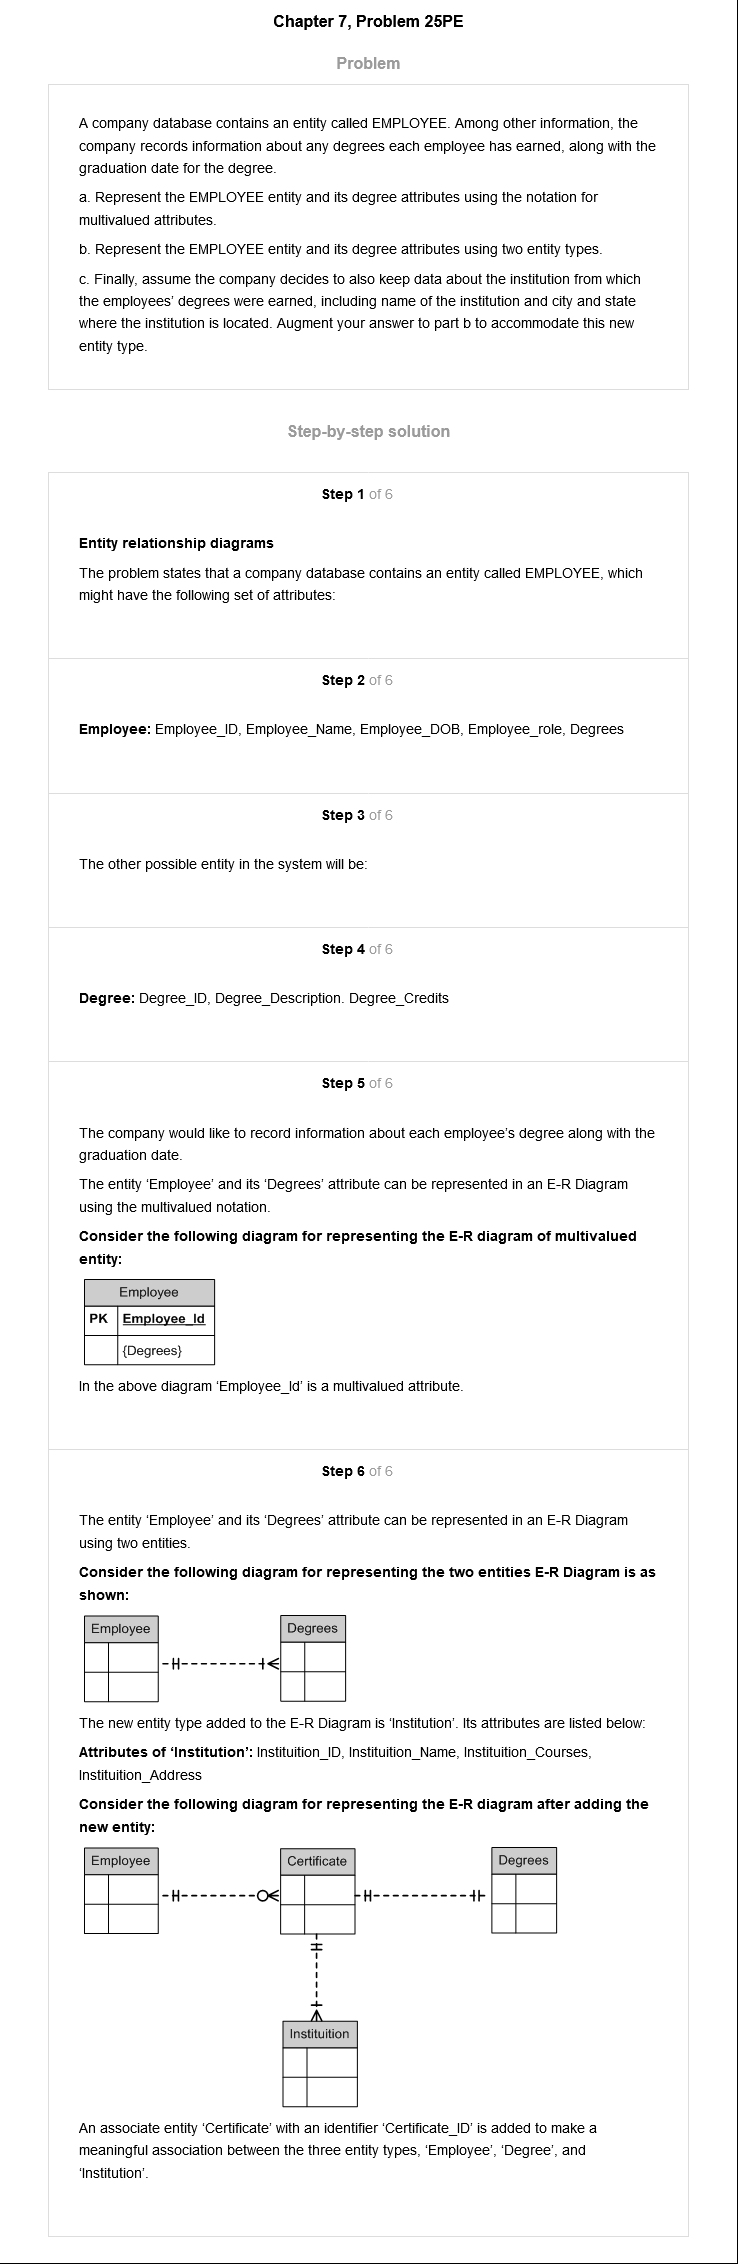 Chapter 7, Problem 25PE
Problem
A company database contains an entity called EMPLOYEE. Among other information, the
company records information about any degrees each employee has earned, along with the
graduation date for the degree.
a. Represent the EMPLOYEE entity and its degree attributes using the notation for
multivalued attributes.
b. Represent the EMPLOYEE entity and its degree attributes using two entity types.
c. Finally, assume the company decides to also keep data about the institution from which
the employees' degrees were earned, including name of the institution and city and state
where the institution is located. Augment your answer to part b to accommodate this new
entity type.
Step-by-step solution
Step 1 of 6
Entity relationship diagrams
The problem states that a company database contains an entity called EMPLOYEE, which
might have the following set of attributes:
Step 2 of 6
Employee: Employee_ID, Employee_Name, Employee_DOB, Employee_role, Degrees
Step 3 of 6
The other possible entity in the system will be:
Step 4 of 6
Degree: Degree_ID, Degree_Description. Degree_Credits
Step 5 of 6
The company would like to record information about each employee's degree along with the
graduation date.
The entity 'Employee' and its 'Degrees' attribute can be represented in an E-R Diagram
using the multivalued notation.
Consider the following diagram for representing the E-R diagram of multivalued
entity:
Employee
PK Employee_Id
{Degrees}
In the above diagram 'Employee_Id' is a multivalued attribute.
Step 6 of 6
The entity 'Employee' and its 'Degrees' attribute can be represented in an E-R Diagram
using two entities.
Consider the following diagram for representing the two entities E-R Diagram is as
shown:
Employee Degrees
The new entity type added to the E-R Diagram is 'Institution'. Its attributes are listed below:
Attributes of 'Institution': Instituition_ID, Instituition_Name, Instituition_Courses,
Instituition_Address
Consider the following diagram for representing the E-R diagram after adding the
new entity:
Employee Certificate Degrees
Instituition
An associate entity 'Certificate' with an identifier 'Certificate_ID' is added to make a
meaningful association between the three entity types, 'Employee', 'Degree', and
'Institution'.